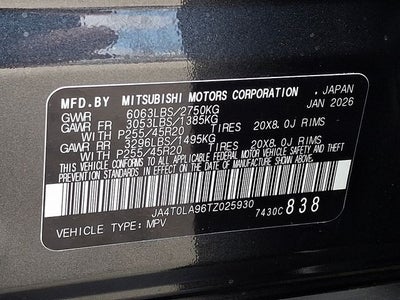 MFD.BY MITSUBISHI MOTORS CORPORATION , JAPAN
GVWR 6063LBS/2750KG JAN 2026
GAWR FR 3053LBS/1385KG
WITH P255/45R20 TIRES 20X8.0J RIMS
GAWR RR 3296LBS/1495KG
WITH P255/45R20 TIRES 20X8.0J RIMS
THIS VEHICLE CONFORMS TO ALL APPLICABLE FEDERAL MOTOR VEHICLE SAFETY AND
THEFT PREVENTION STANDARDS IN EFFECT ON THE DATE OF MANUFACTURE SHOWN ABOVE.
JA4T0LA96TZ025930
7430C 838
VEHICLE TYPE: MPV